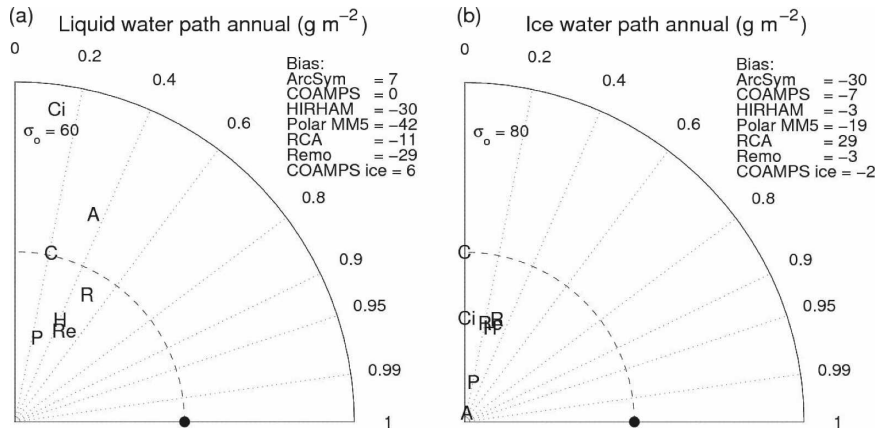 (a) Liquid water path annual (g m−2)
0
0.2
0.4
0.6
0.8
0.9
0.95
0.99
1
Bias:
ArcSym = 7
COAMPS = 0
HIRHAM = −30
Polar MM5 = −42
RCA = −11
Remo = −29
COAMPS ice = 6
Ci
σo = 60
A
C
R
H
Re
P
(b) Ice water path annual (g m−2)
0
0.2
0.4
0.6
0.8
0.9
0.95
0.99
1
Bias:
ArcSym = −30
COAMPS = −7
HIRHAM = −3
Polar MM5 = −19
RCA = 29
Remo = −3
COAMPS ice = −2
σo = 80
C
Ci
Re
R
H
P
A